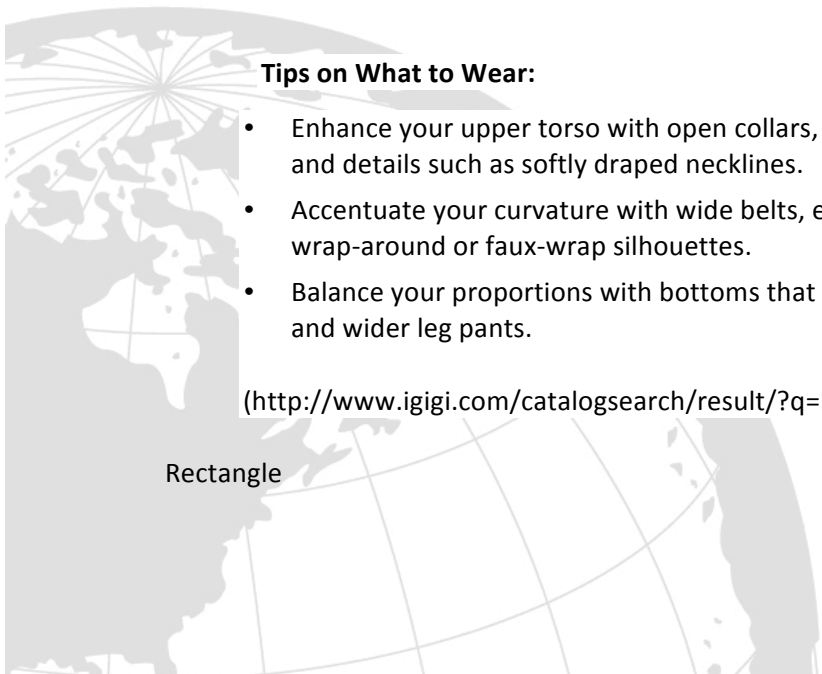 Tips on What to Wear:
• Enhance your upper torso with open collars,
and details such as softly draped necklines.
• Accentuate your curvature with wide belts,
wrap-around or faux-wrap silhouettes.
• Balance your proportions with bottoms that
and wider leg pants.
(http://www.igigi.com/catalogsearch/result/?q=
Rectangle